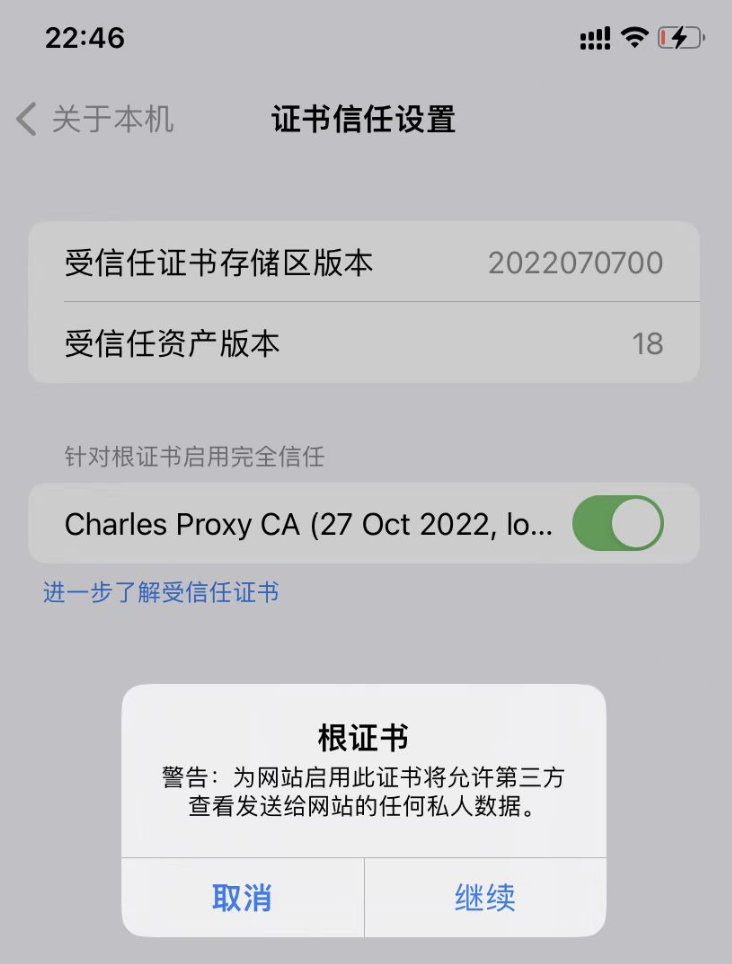 22:46
关于本机
证书信任设置
受信任证书存储区版本 2022070700
受信任资产版本 18
针对根证书启用完全信任
Charles Proxy CA (27 Oct 2022, lo...
进一步了解受信任证书
根证书
警告：为网站启用此证书将允许第三方
查看发送给网站的任何私人数据。
取消 继续